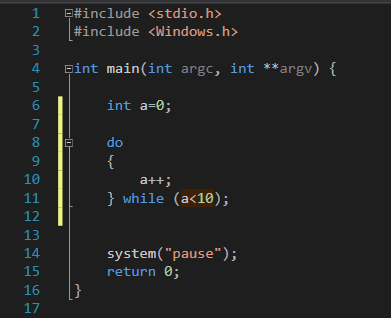 1 #include <stdio.h>
2 #include <Windows.h>
3
4 int main(int argc, int **argv) {
5
6 int a=0;
7
8 do
9 {
10 a++;
11 } while (a<10);
12
13
14 system("pause");
15 return 0;
16 }
17